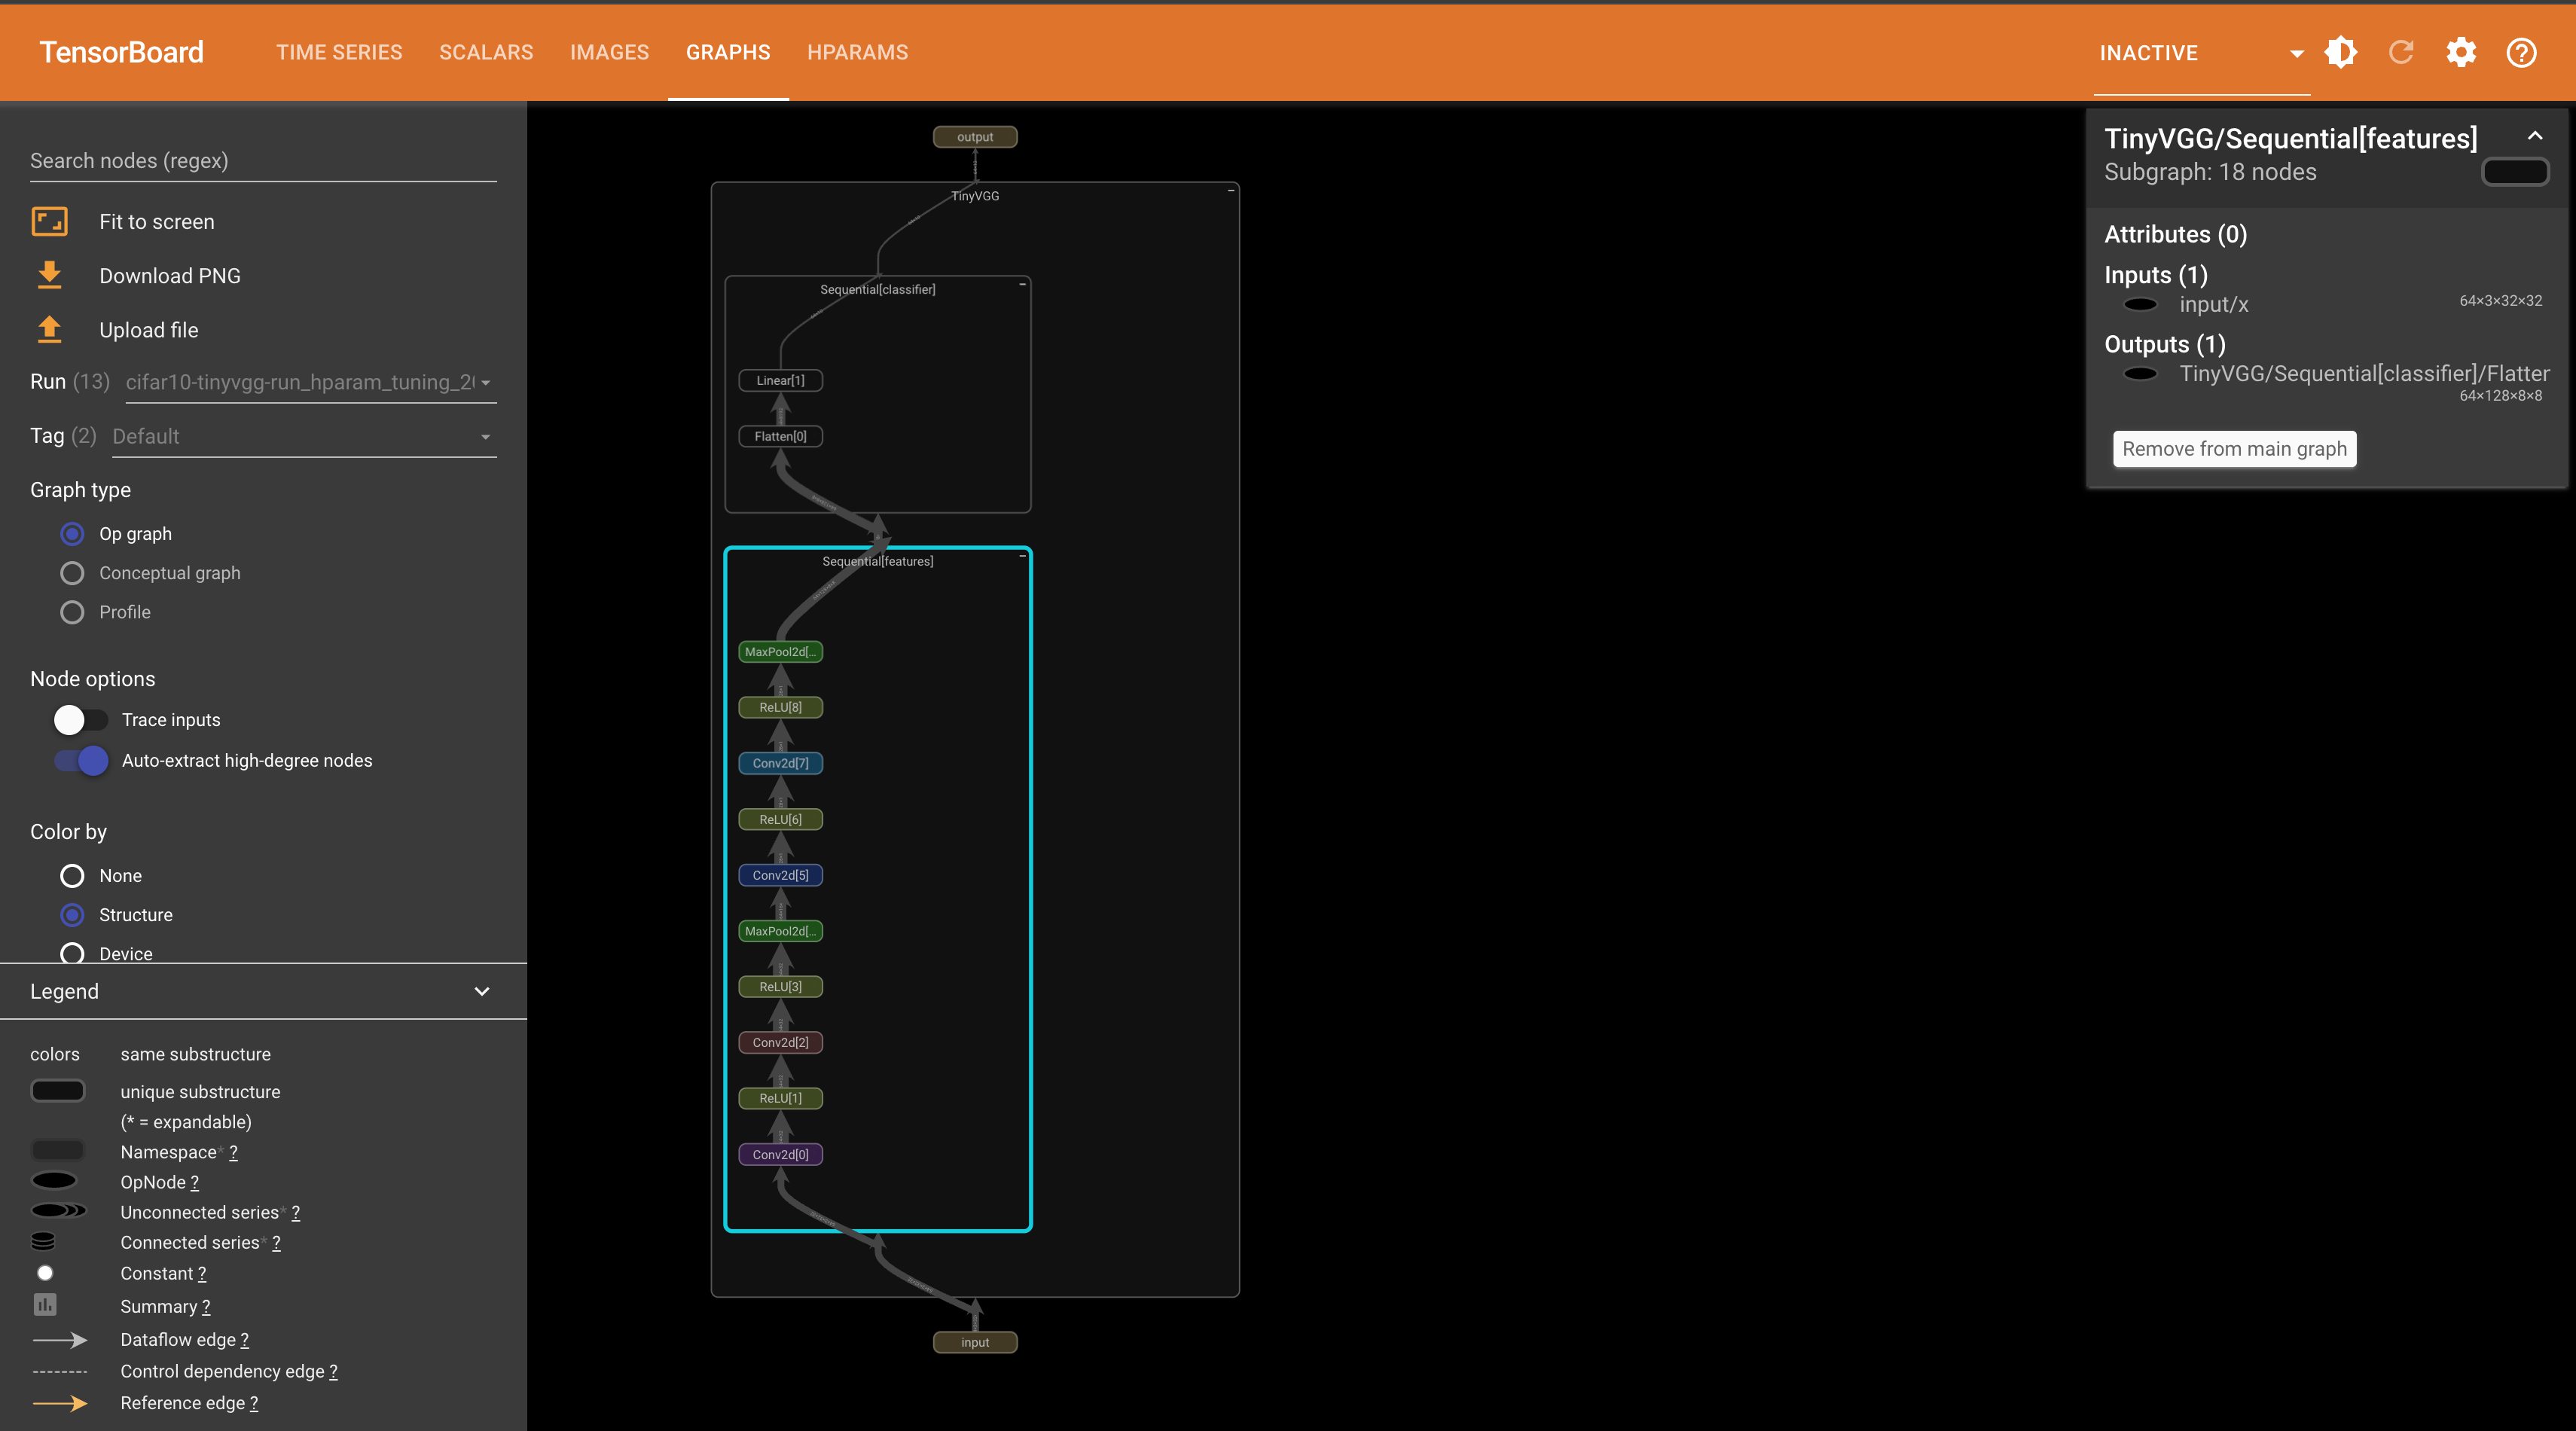 TensorBoard
TIME SERIES
SCALARS
IMAGES
GRAPHS
HPARAMS
INACTIVE
Search nodes (regex)
Fit to screen
Download PNG
Upload file
Run (13) cifar10-tinyvgg-run_hparam_tuning_2
Tag (2) Default
Graph type
Op graph
Conceptual graph
Profile
Node options
Trace inputs
Auto-extract high-degree nodes
Color by
None
Structure
Device
Legend
colors same substructure
unique substructure
(* = expandable)
Namespace* ?
OpNode ?
Unconnected series* ?
Connected series* ?
Constant ?
Summary ?
Dataflow edge ?
Control dependency edge ?
Reference edge ?
output
TinyVGG
Sequential[classifier]
Linear[1]
Flatten[0]
Sequential[features]
MaxPool2d[...
ReLU[8]
Conv2d[7]
ReLU[6]
Conv2d[5]
MaxPool2d[...
ReLU[3]
Conv2d[2]
ReLU[1]
Conv2d[0]
input
TinyVGG/Sequential[features]
Subgraph: 18 nodes
Attributes (0)
Inputs (1)
input/x 64×3×32×32
Outputs (1)
TinyVGG/Sequential[classifier]/Flatter
64×128×8×8
Remove from main graph